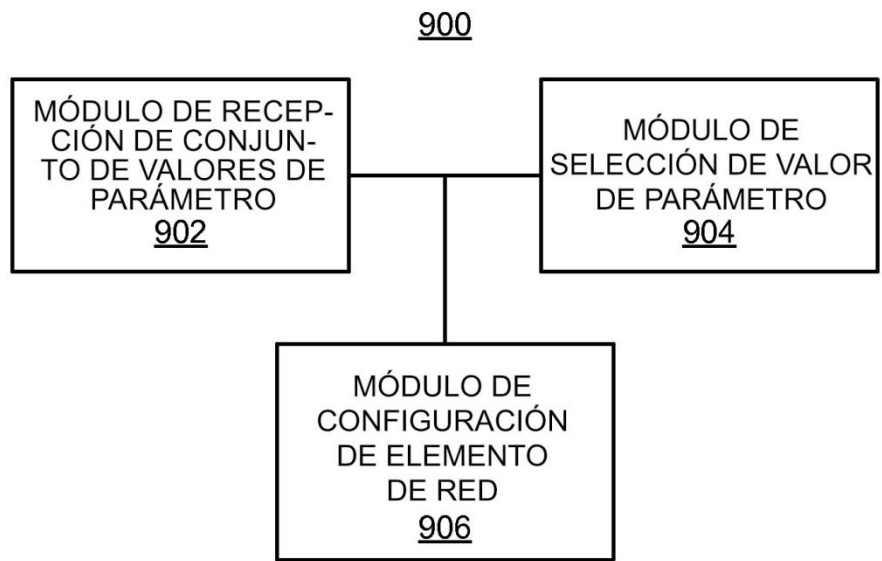 900
MÓDULO DE RECEP-
CIÓN DE CONJUN-
TO DE VALORES DE
PARÁMETRO
902
MÓDULO DE
SELECCIÓN DE VALOR
DE PARÁMETRO
904
MÓDULO DE
CONFIGURACIÓN
DE ELEMENTO
DE RED
906